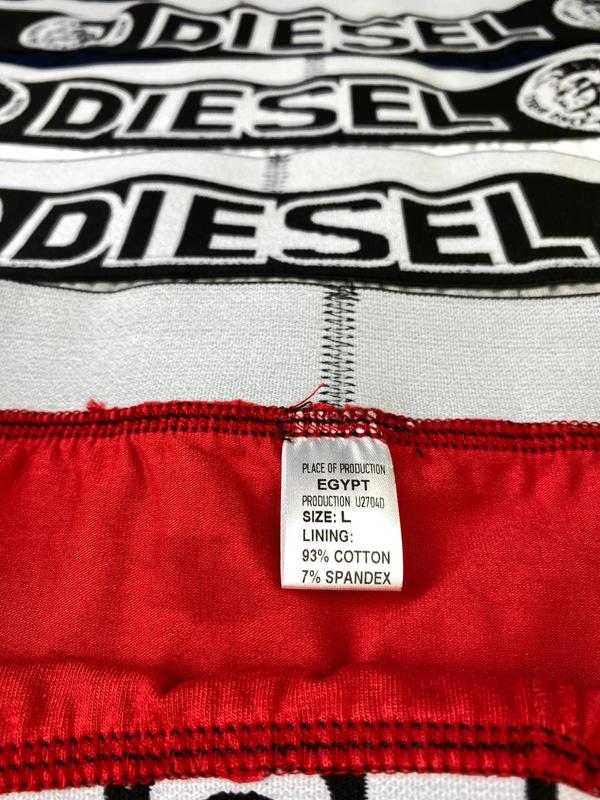 DIESEL
DIESEL
DIESEL
PLACE OF PRODUCTION
EGYPT
PRODUCTION: U2704D
SIZE: L
LINING:
93% COTTON
7% SPANDEX